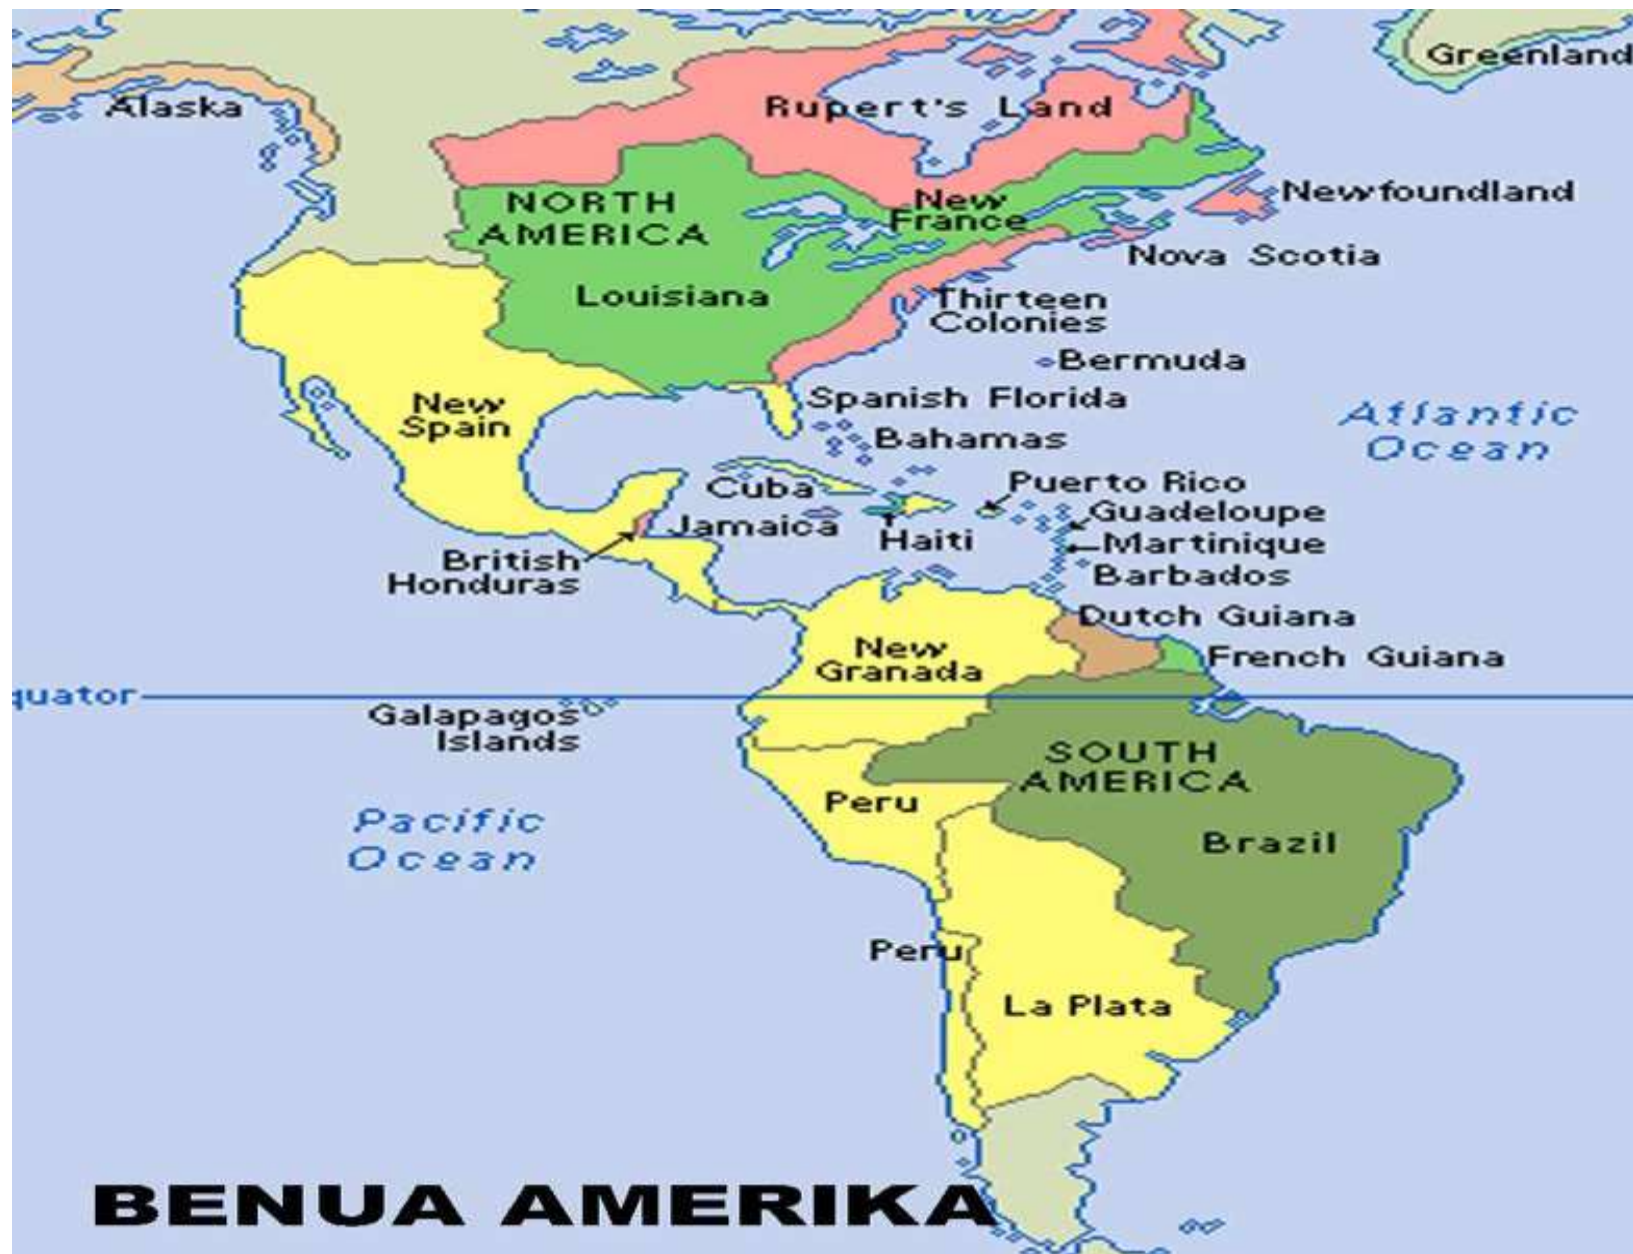 Greenland
Alaska
Rupert's Land
NORTH
AMERICA
New
France
Newfoundland
Nova Scotia
Louisiana
Thirteen
Colonies
Bermuda
New
Spain
Spanish Florida
Atlantic
Ocean
Bahamas
Cuba
Puerto Rico
Guadeloupe
Jamaica
Haiti
Martinique
British
Honduras
Barbados
Dutch Guiana
New
Granada
French Guiana
quator
Galapagos
Islands
SOUTH
AMERICA
Peru
Pacific
Ocean
Brazil
Peru
La Plata
BENUA AMERIKA